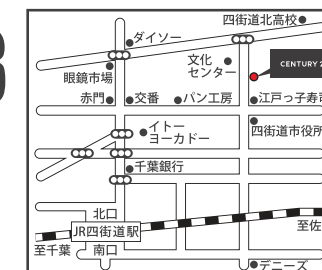 四街道北高校
ダイソー
文化
センター
CENTURY 2
眼鏡市場
赤門
交番
パン工房
江戸っ子寿
イトー
ヨーカドー
四街道市役所
千葉銀行
北口
JR四街道駅
至千葉
南口
至佐
デニーズ